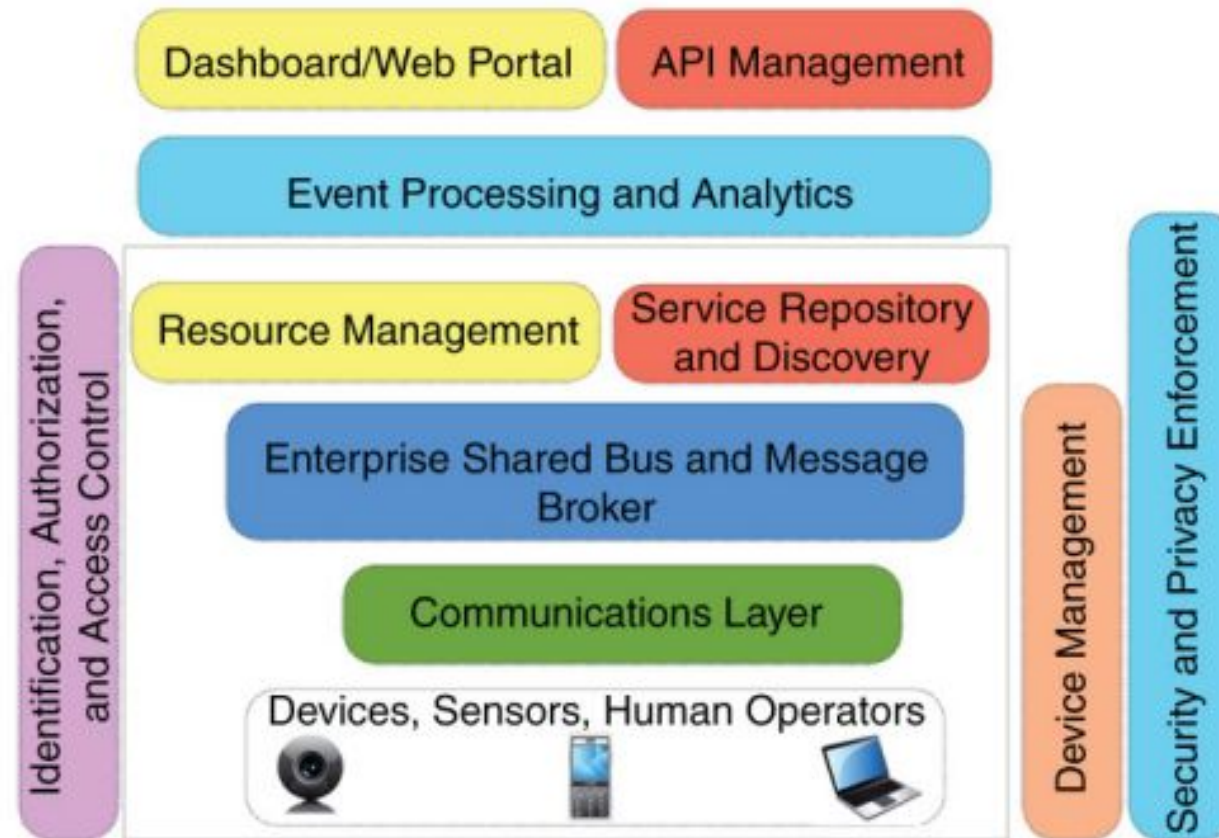 Dashboard/Web Portal
API Management
Event Processing and Analytics
Identification, Authorization,
and Access Control
Resource Management
Service Repository
and Discovery
Enterprise Shared Bus and Message
Broker
Communications Layer
Devices, Sensors, Human Operators
Device Management
Security and Privacy Enforcement